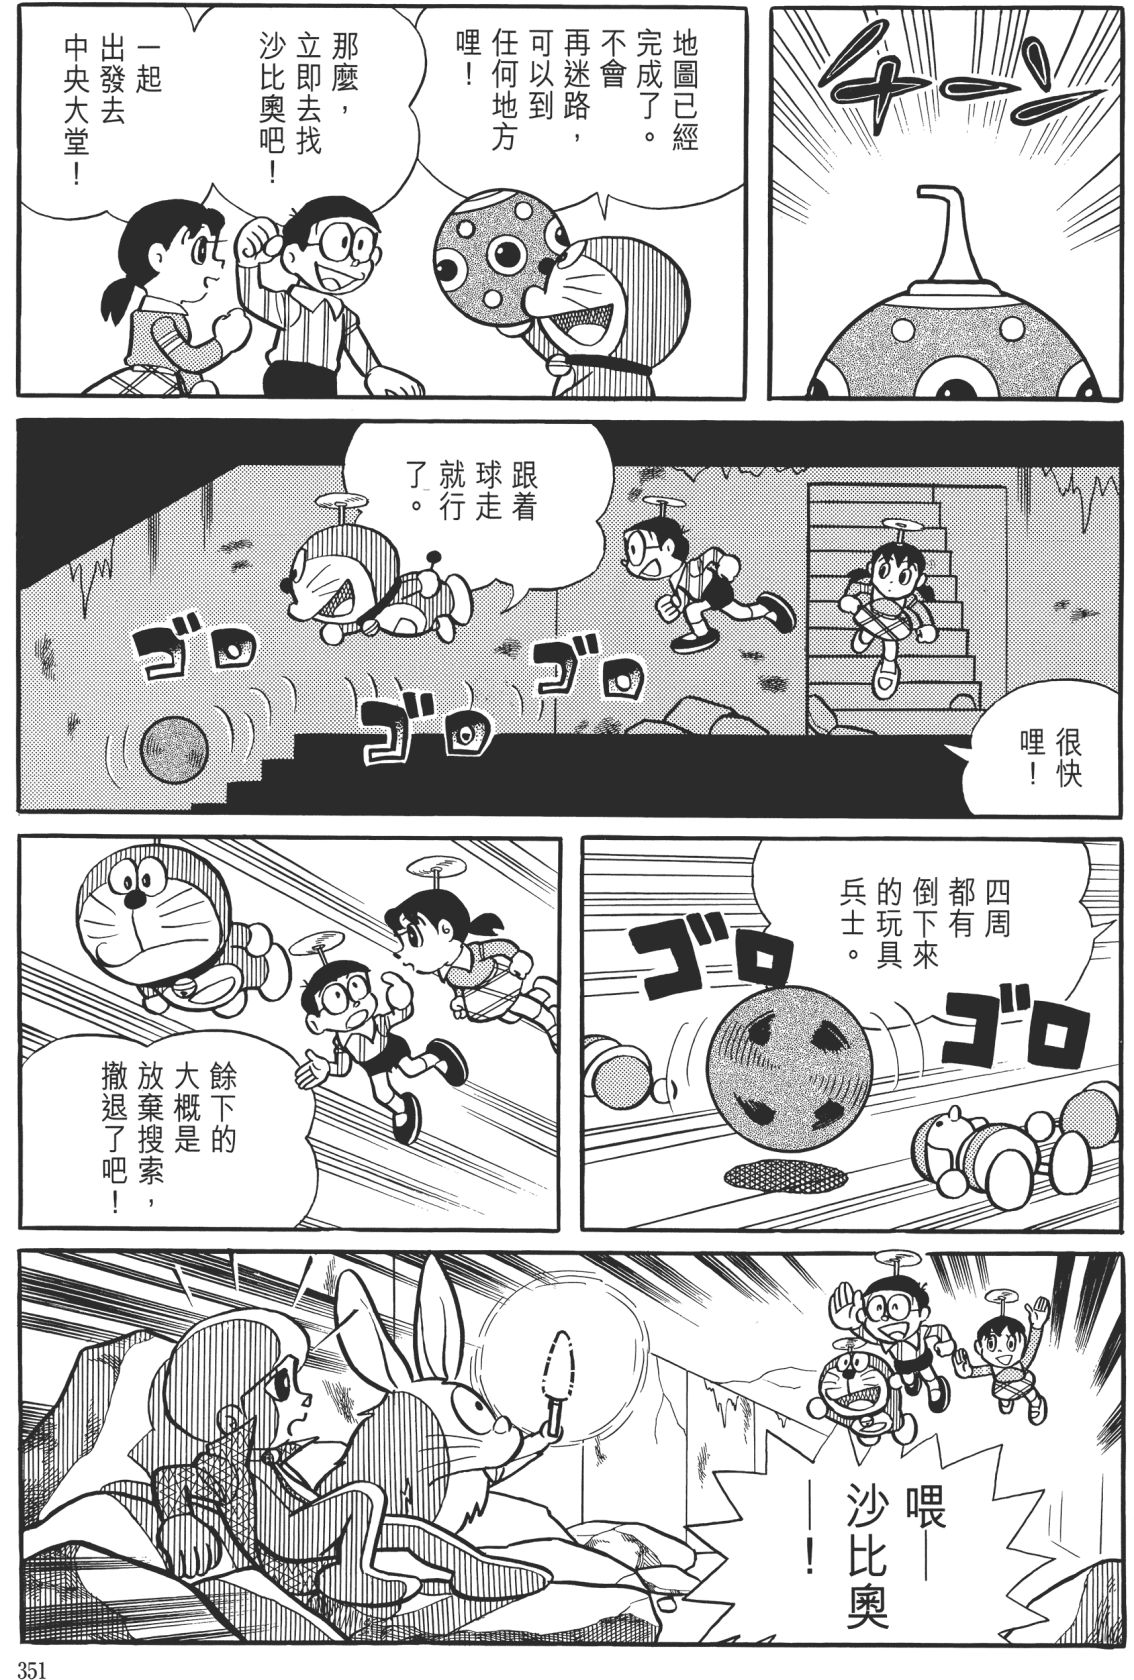 チーン
地圖已經
完成了。
不會
再迷路，
可以到
任何地方
哩！
那麼，
立即去找
沙比奧吧！
一起
出發去
中央大堂！
跟着
球走
就行
了。
ゴロ
ゴロ
ゴロ
很快
哩！
四周
都有
倒下來
的玩具
兵士。
ゴロ
ゴロ
餘下的
大概是
放棄搜索，
撤退了吧！
喂—
沙比奧
—！
351